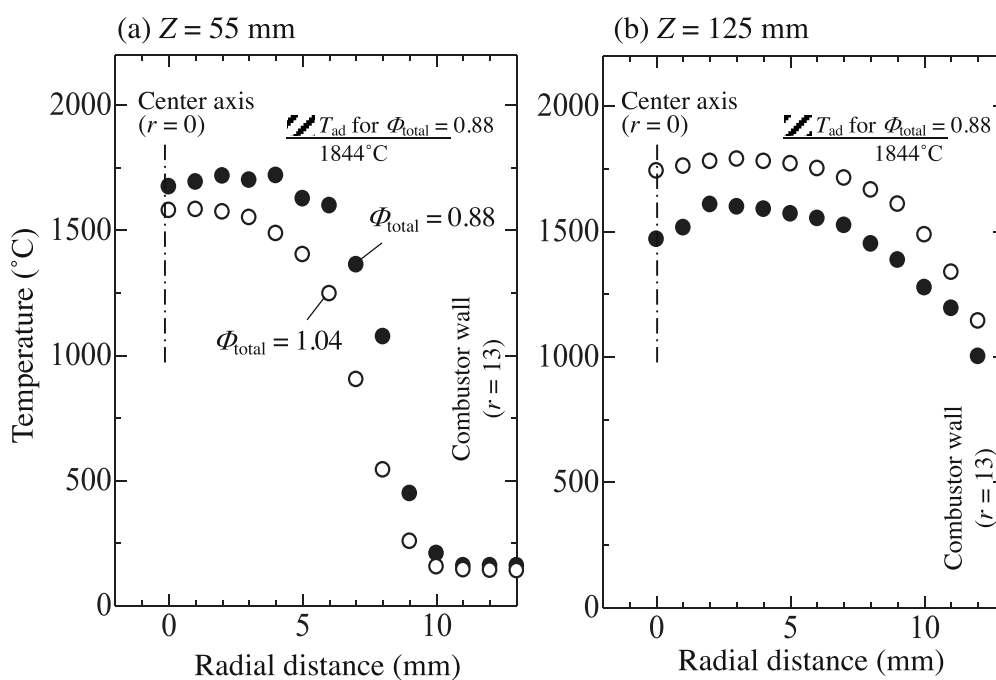 (a) Z = 55 mm
(b) Z = 125 mm
Temperature (˚C)
2000
1500
1000
500
0
Center axis
(r = 0)
T_ad for Φ_total = 0.88
1844˚C
Φ_total = 0.88
Φ_total = 1.04
Combustor wall
(r = 13)
0
5
10
Radial distance (mm)
2000
1500
1000
500
0
Center axis
(r = 0)
T_ad for Φ_total = 0.88
1844˚C
Combustor wall
(r = 13)
0
5
10
Radial distance (mm)